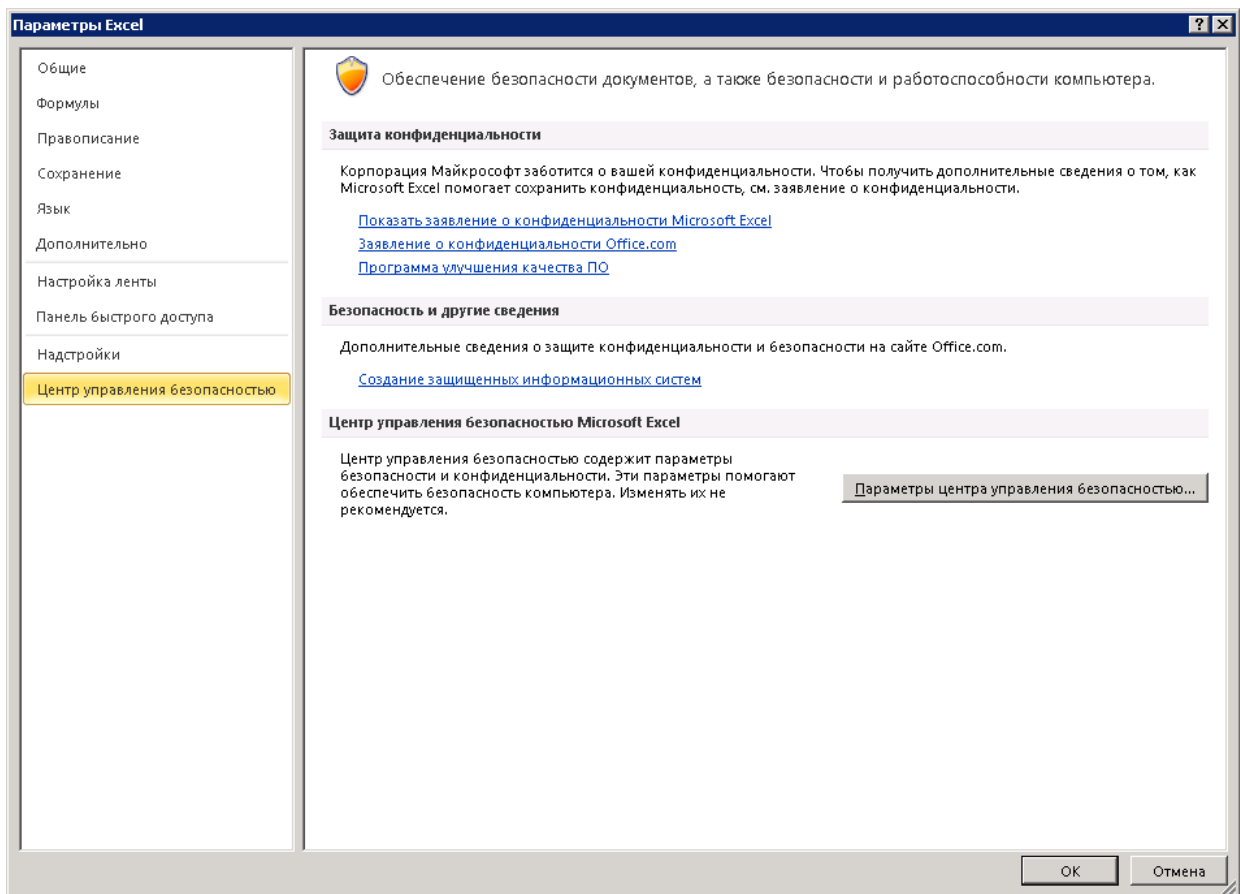 Параметры Excel
Общие
Формулы
Правописание
Сохранение
Язык
Дополнительно
Настройка ленты
Панель быстрого доступа
Надстройки
Центр управления безопасностью
Обеспечение безопасности документов, а также безопасности и работоспособности компьютера.
Защита конфиденциальности
Корпорация Майкрософт заботится о вашей конфиденциальности. Чтобы получить дополнительные сведения о том, как
Microsoft Excel помогает сохранить конфиденциальность, см. заявление о конфиденциальности.
Показать заявление о конфиденциальности Microsoft Excel
Заявление о конфиденциальности Office.com
Программа улучшения качества ПО
Безопасность и другие сведения
Дополнительные сведения о защите конфиденциальности и безопасности на сайте Office.com.
Создание защищенных информационных систем
Центр управления безопасностью Microsoft Excel
Центр управления безопасностью содержит параметры
безопасности и конфиденциальности. Эти параметры помогают
обеспечить безопасность компьютера. Изменять их не
рекомендуется.
Параметры центра управления безопасностью...
ОК
Отмена